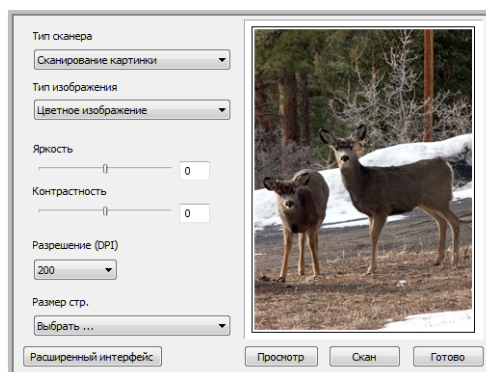 Тип сканера
Сканирование картинки
Тип изображения
Цветное изображение
Яркость
0
Контрастность
0
Разрешение (DPI)
200
Размер стр.
Выбрать ...
Расширенный интерфейс
Просмотр
Скан
Готово